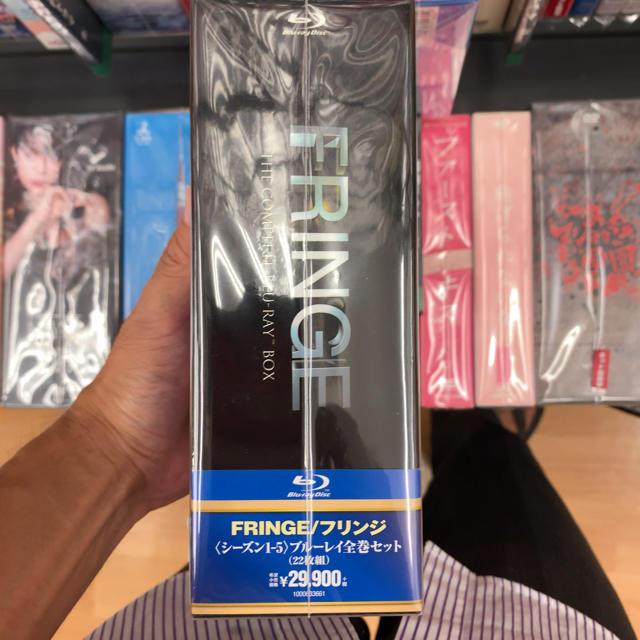 Blu-ray Disc
FRINGE
THE COMPLETE BLU-RAY™ BOX
Blu-ray Disc
FRINGE/フリンジ
〈シーズン1-5〉ブルーレイ全巻セット
(22枚組)
¥29,900
1000633661